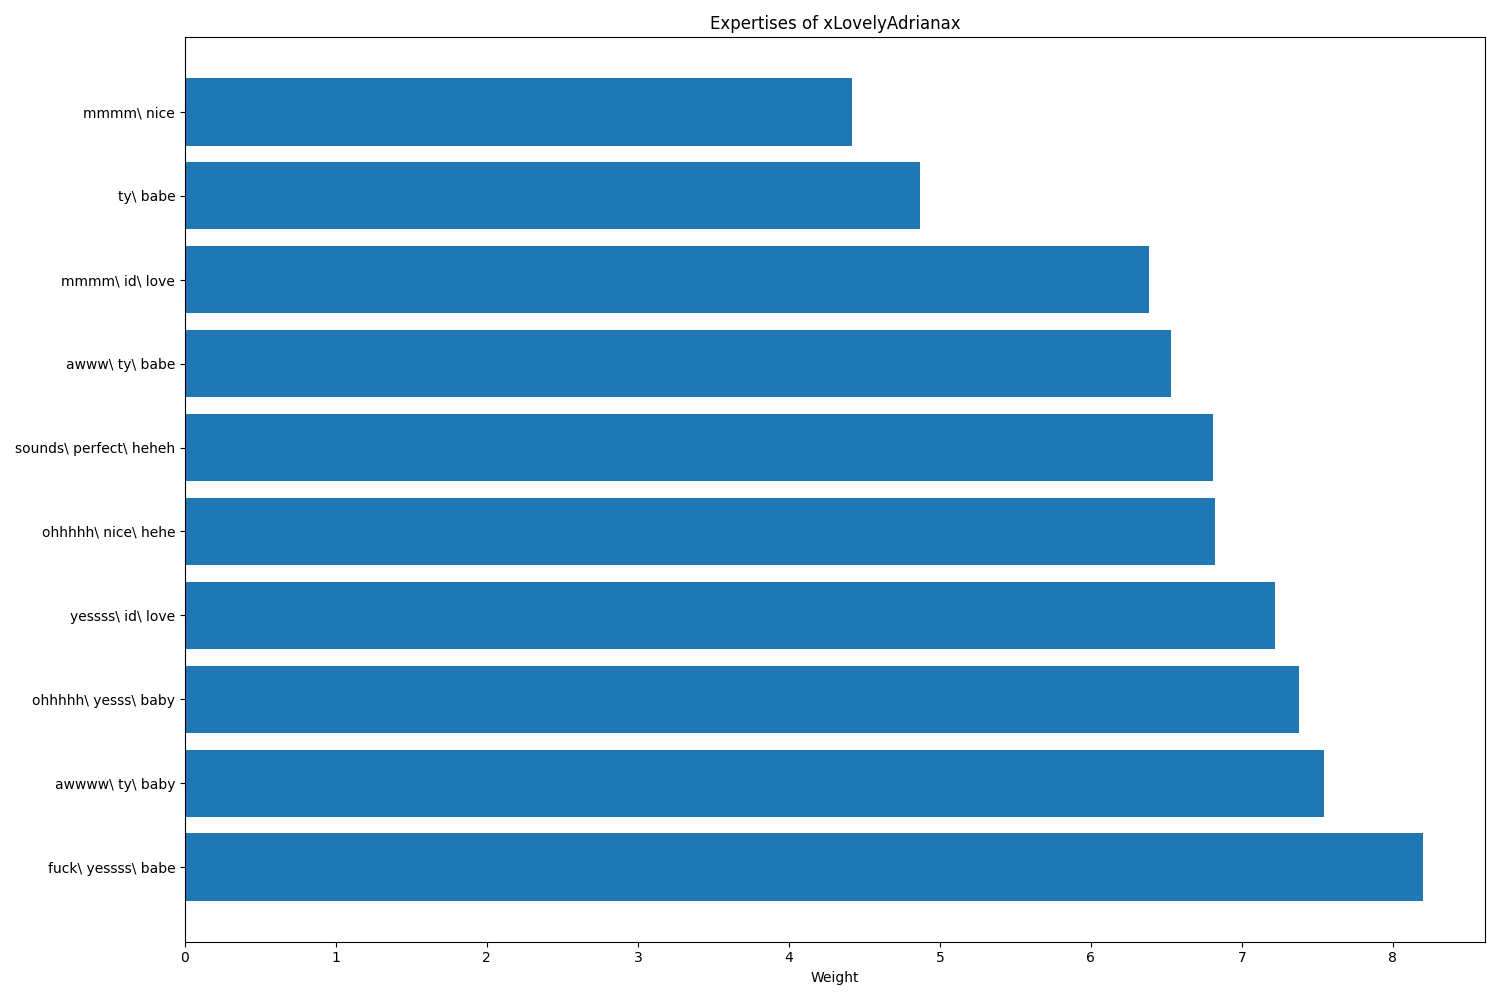 Expertises of xLovelyAdrianax
mmmm\ nice
ty\ babe
mmmm\ id\ love
awww\ ty\ babe
sounds\ perfect\ heheh
ohhhhh\ nice\ hehe
yessss\ id\ love
ohhhhh\ yesss\ baby
awwww\ ty\ baby
fuck\ yessss\ babe
0 1 2 3 4 5 6 7 8
Weight